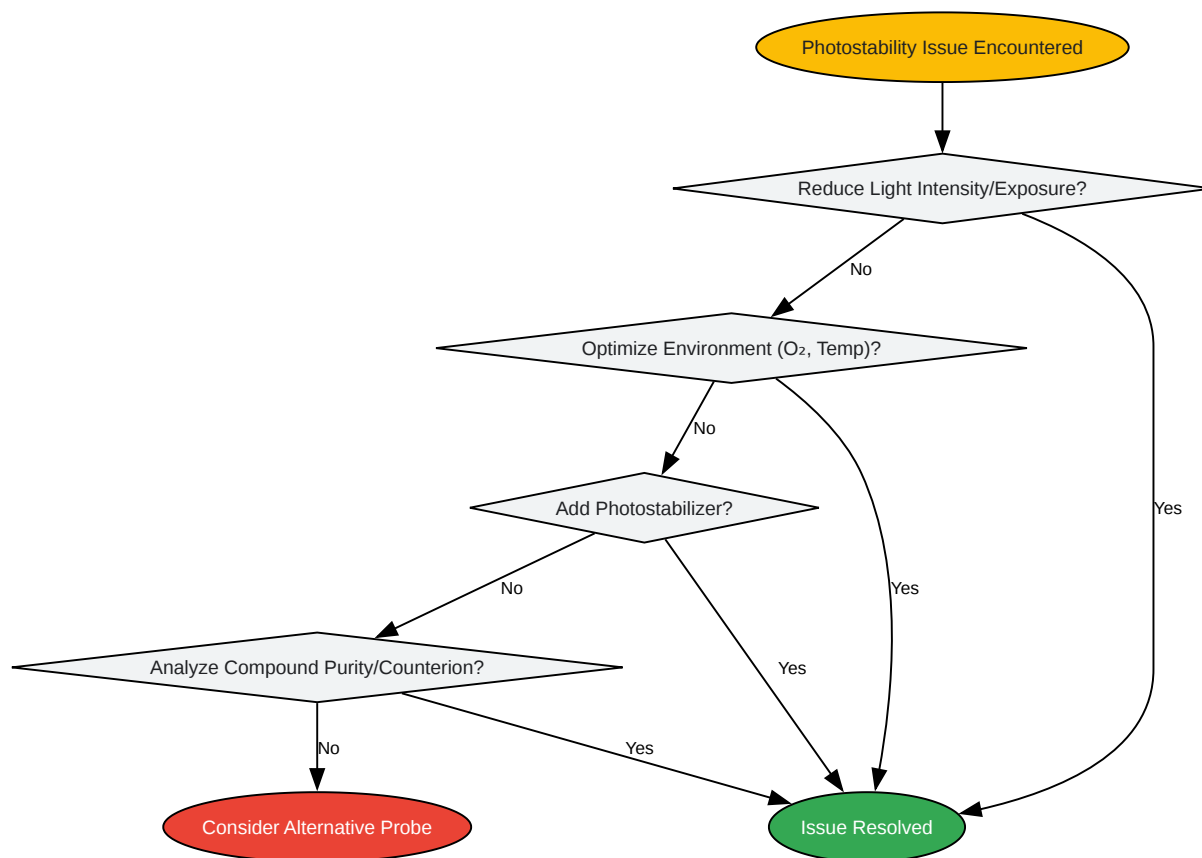 Photostability Issue Encountered
Reduce Light Intensity/Exposure?
No
Optimize Environment (O₂, Temp)?
No
Yes
Add Photostabilizer?
No
Yes
Yes
Analyze Compound Purity/Counterion?
Yes
No
Consider Alternative Probe
Issue Resolved